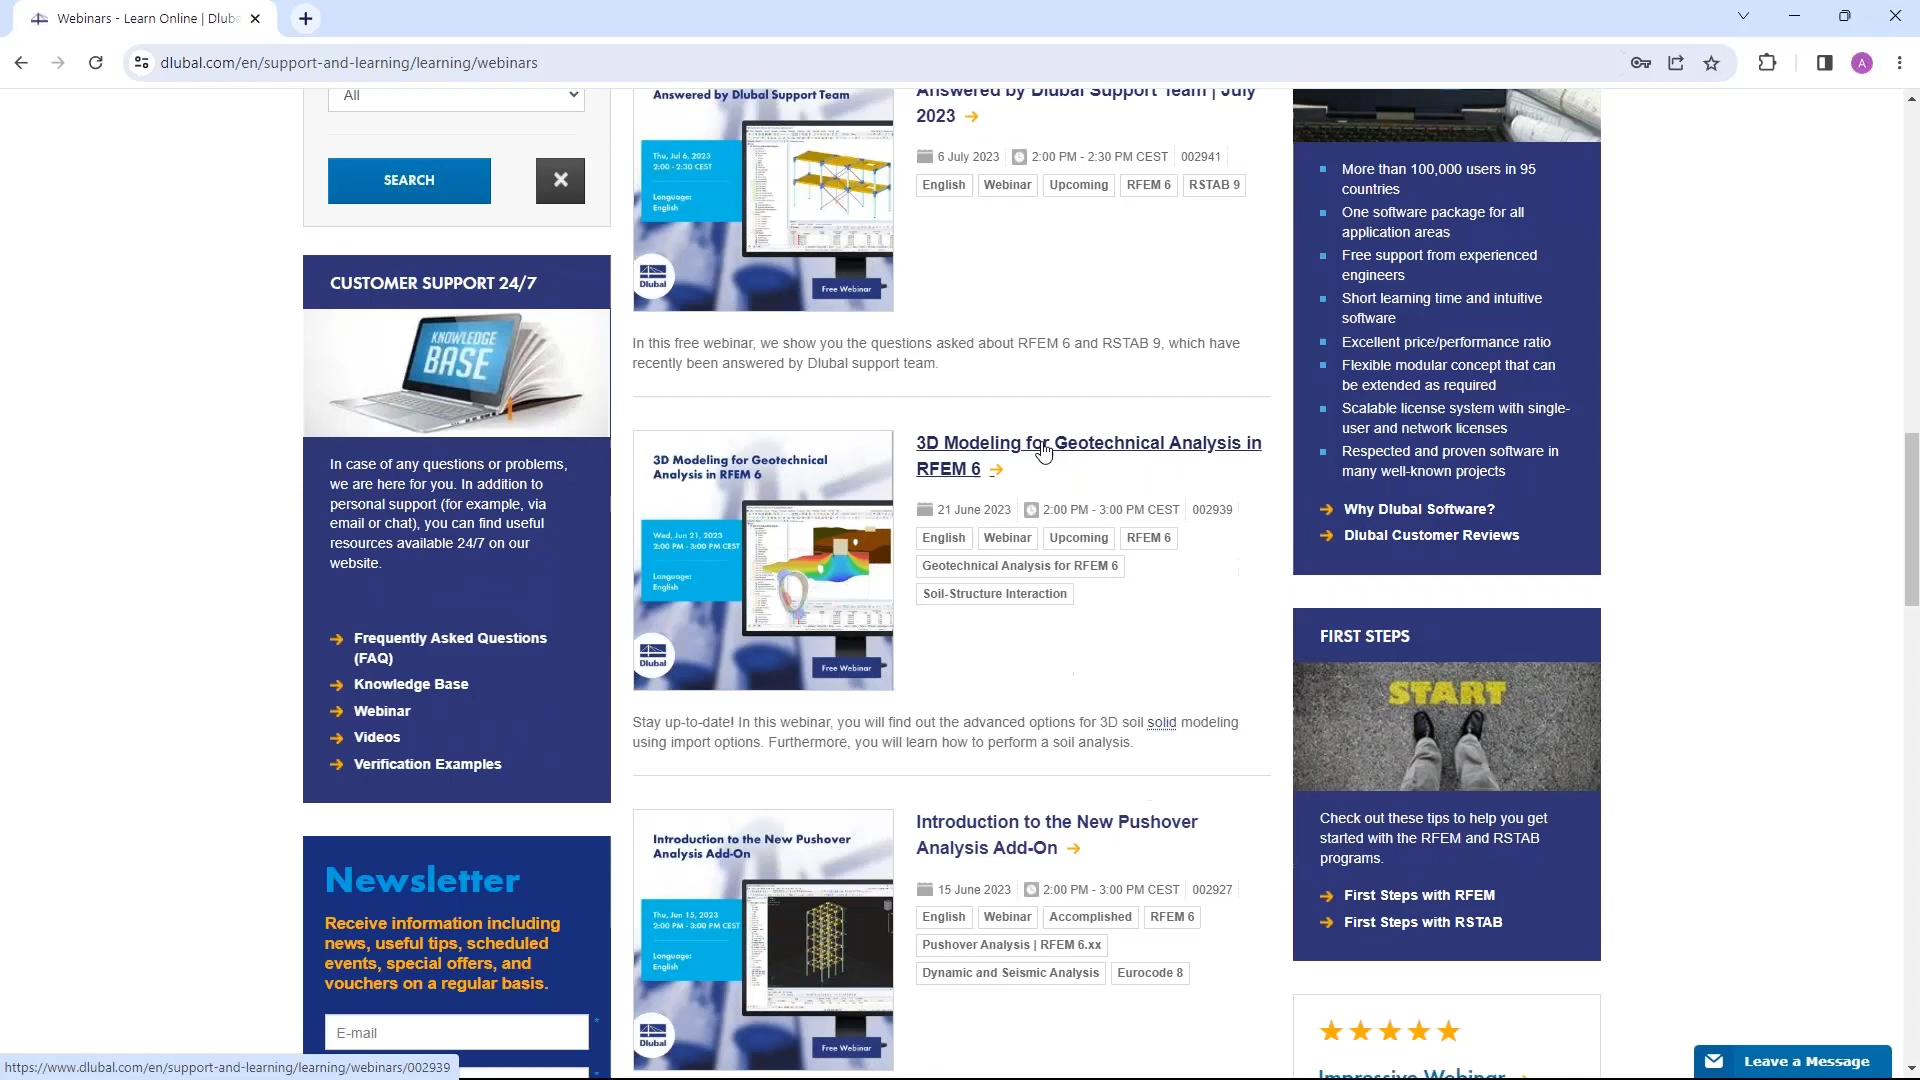 Webinars - Learn Online | Dluba
dlubal.com/en/support-and-learning/learning/webinars
A
All
SEARCH
CUSTOMER SUPPORT 24/7
KNOWLEDGE
BASE
In case of any questions or problems,
we are here for you. In addition to
personal support (for example, via
email or chat), you can find useful
resources available 24/7 on our
website.
Frequently Asked Questions
(FAQ)
Knowledge Base
Webinar
Videos
Verification Examples
Newsletter
Receive information including
news, useful tips, scheduled
events, special offers, and
vouchers on a regular basis.
E-mail
*
Answered by Dlubal Support Team
Thu, Jul 6, 2023
2:00 - 2:30 CEST
Language:
English
Dlubal
Free Webinar
Answered by Dlubal Support Team | July
2023
6 July 2023 2:00 PM - 2:30 PM CEST 002941
English Webinar Upcoming RFEM 6 RSTAB 9
In this free webinar, we show you the questions asked about RFEM 6 and RSTAB 9, which have
recently been answered by Dlubal support team.
3D Modeling for Geotechnical
Analysis in RFEM 6
Wed, Jun 21, 2023
2:00 PM - 3:00 PM CEST
Language:
English
Dlubal
Free Webinar
3D Modeling for Geotechnical Analysis in
RFEM 6
21 June 2023 2:00 PM - 3:00 PM CEST 002939
English Webinar Upcoming RFEM 6
Geotechnical Analysis for RFEM 6
Soil-Structure Interaction
Stay up-to-date! In this webinar, you will find out the advanced options for 3D soil solid modeling
using import options. Furthermore, you will learn how to perform a soil analysis.
Introduction to the New Pushover
Analysis Add-On
Thu, Jun 15, 2023
2:00 PM - 3:00 PM CEST
Language:
English
Dlubal
Free Webinar
Introduction to the New Pushover
Analysis Add-On
15 June 2023 2:00 PM - 3:00 PM CEST 002927
English Webinar Accomplished RFEM 6
Pushover Analysis | RFEM 6.xx
Dynamic and Seismic Analysis Eurocode 8
More than 100,000 users in 95
countries
One software package for all
application areas
Free support from experienced
engineers
Short learning time and intuitive
software
Excellent price/performance ratio
Flexible modular concept that can
be extended as required
Scalable license system with single-
user and network licenses
Respected and proven software in
many well-known projects
Why Dlubal Software?
Dlubal Customer Reviews
FIRST STEPS
START
Check out these tips to help you get
started with the RFEM and RSTAB
programs.
First Steps with RFEM
First Steps with RSTAB
Impressive Webinar
Leave a Message
https://www.dlubal.com/en/support-and-learning/learning/webinars/002939